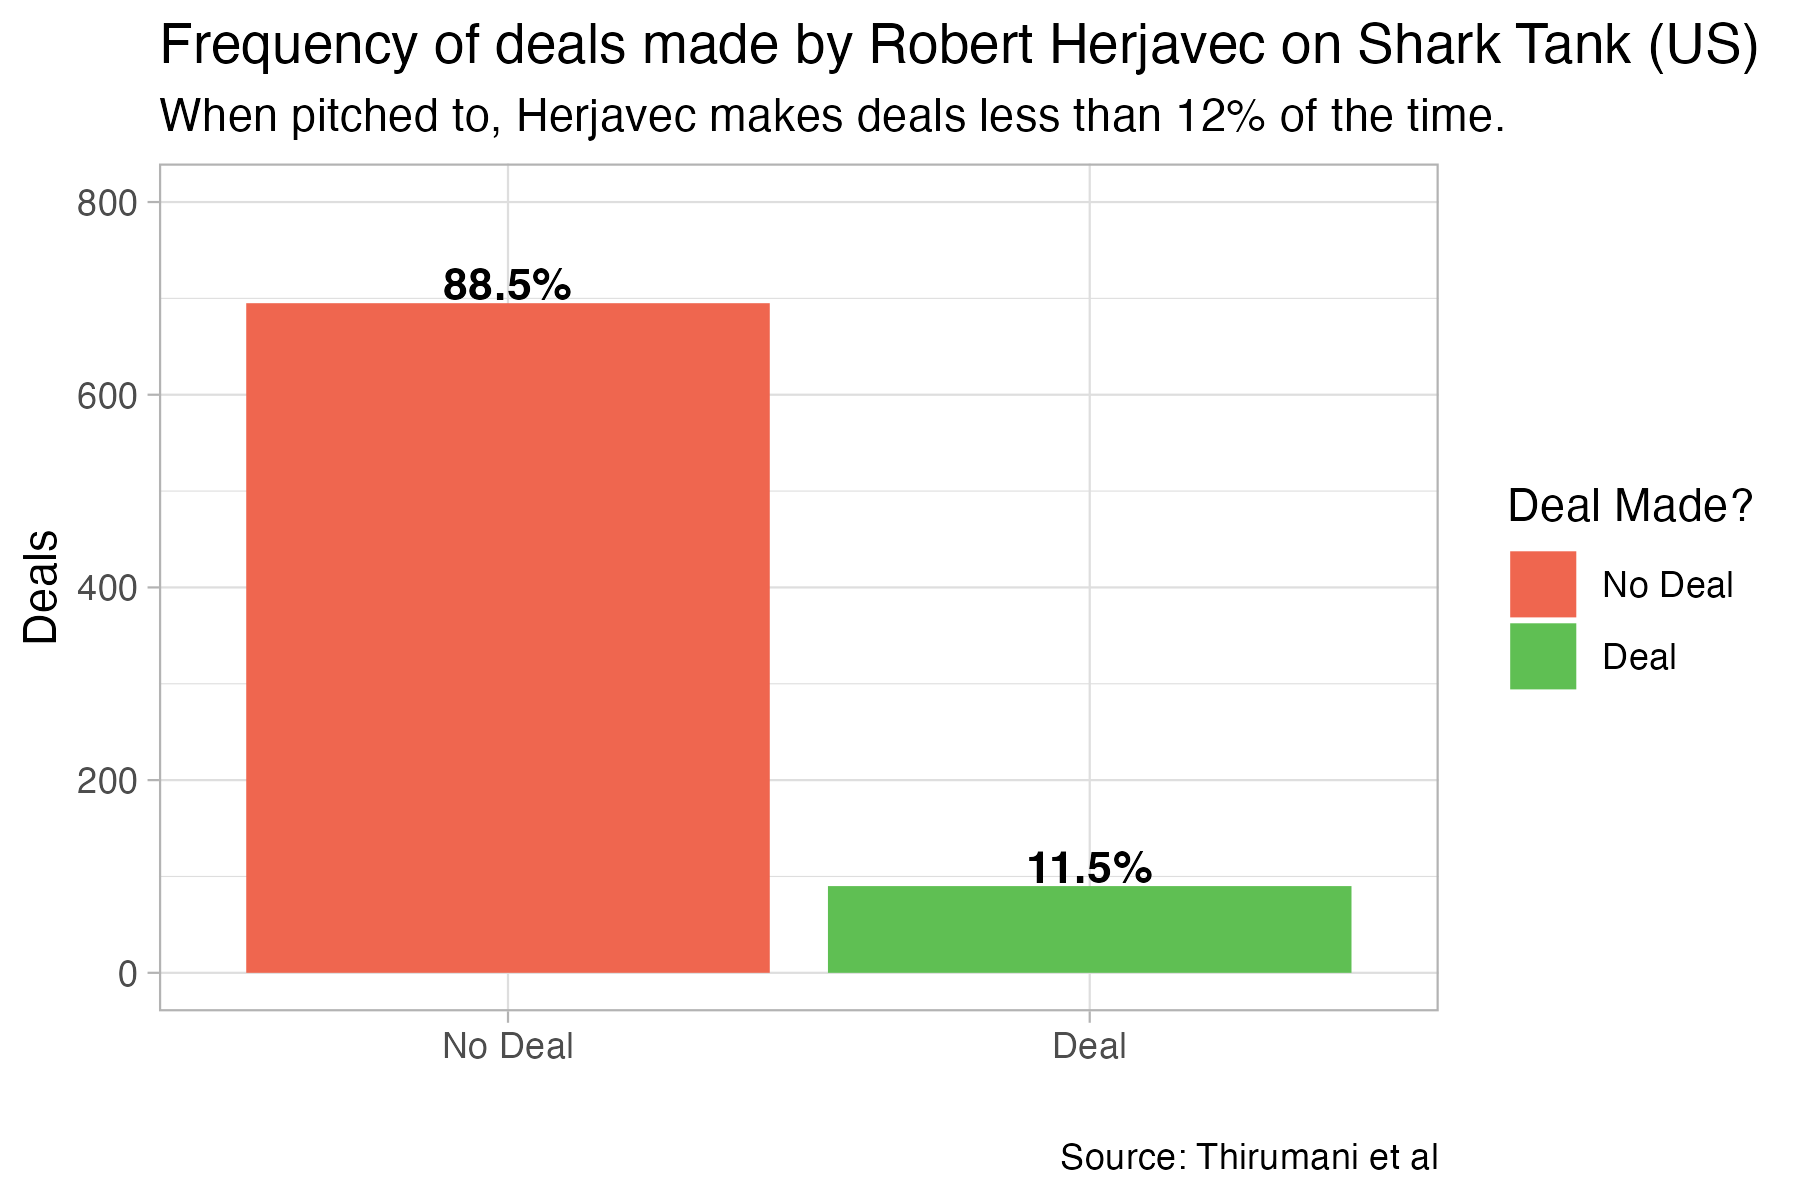 Frequency of deals made by Robert Herjavec on Shark Tank (US)
When pitched to, Herjavec makes deals less than 12% of the time.
800
600
400
200
0
Deals
88.5%
11.5%
No Deal
Deal
Deal Made?
No Deal
Deal
Source: Thirumani et al